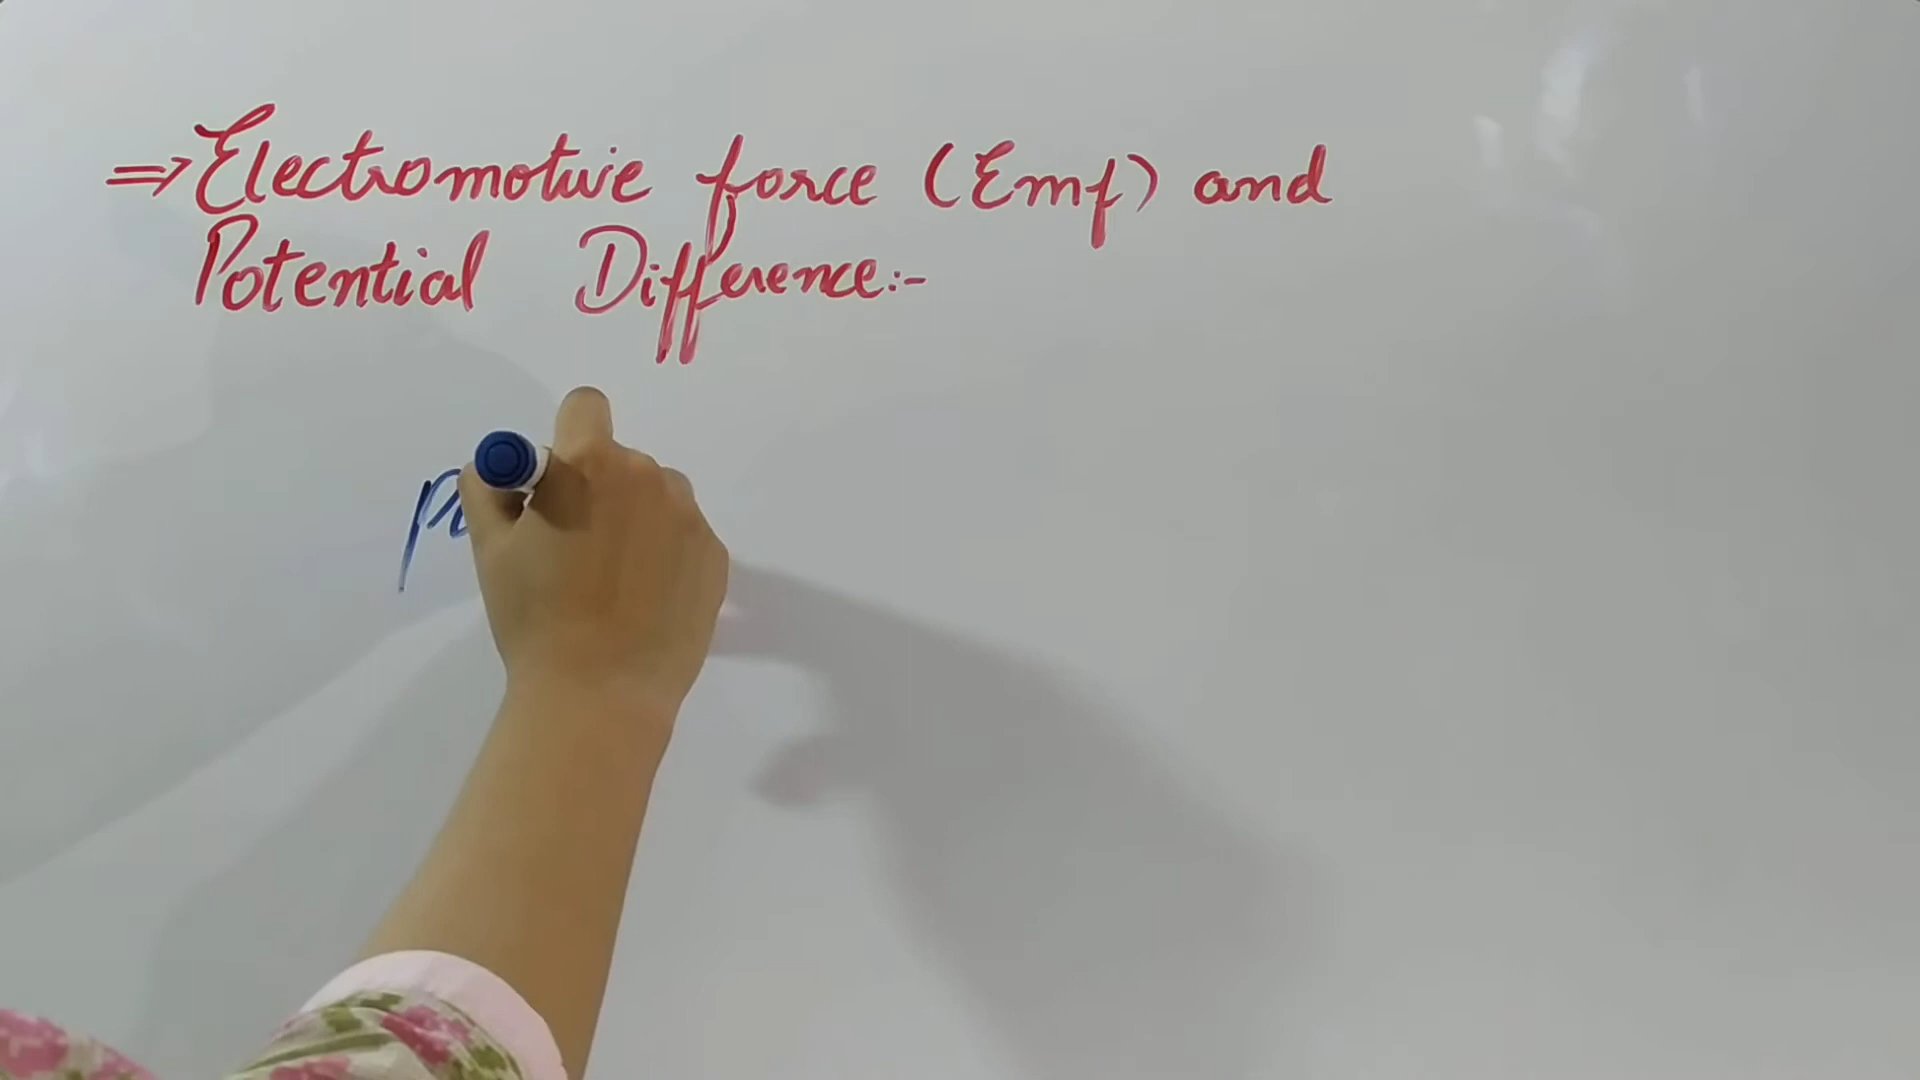 ⇒ Electromotive force (Emf) and
Potential Difference:-